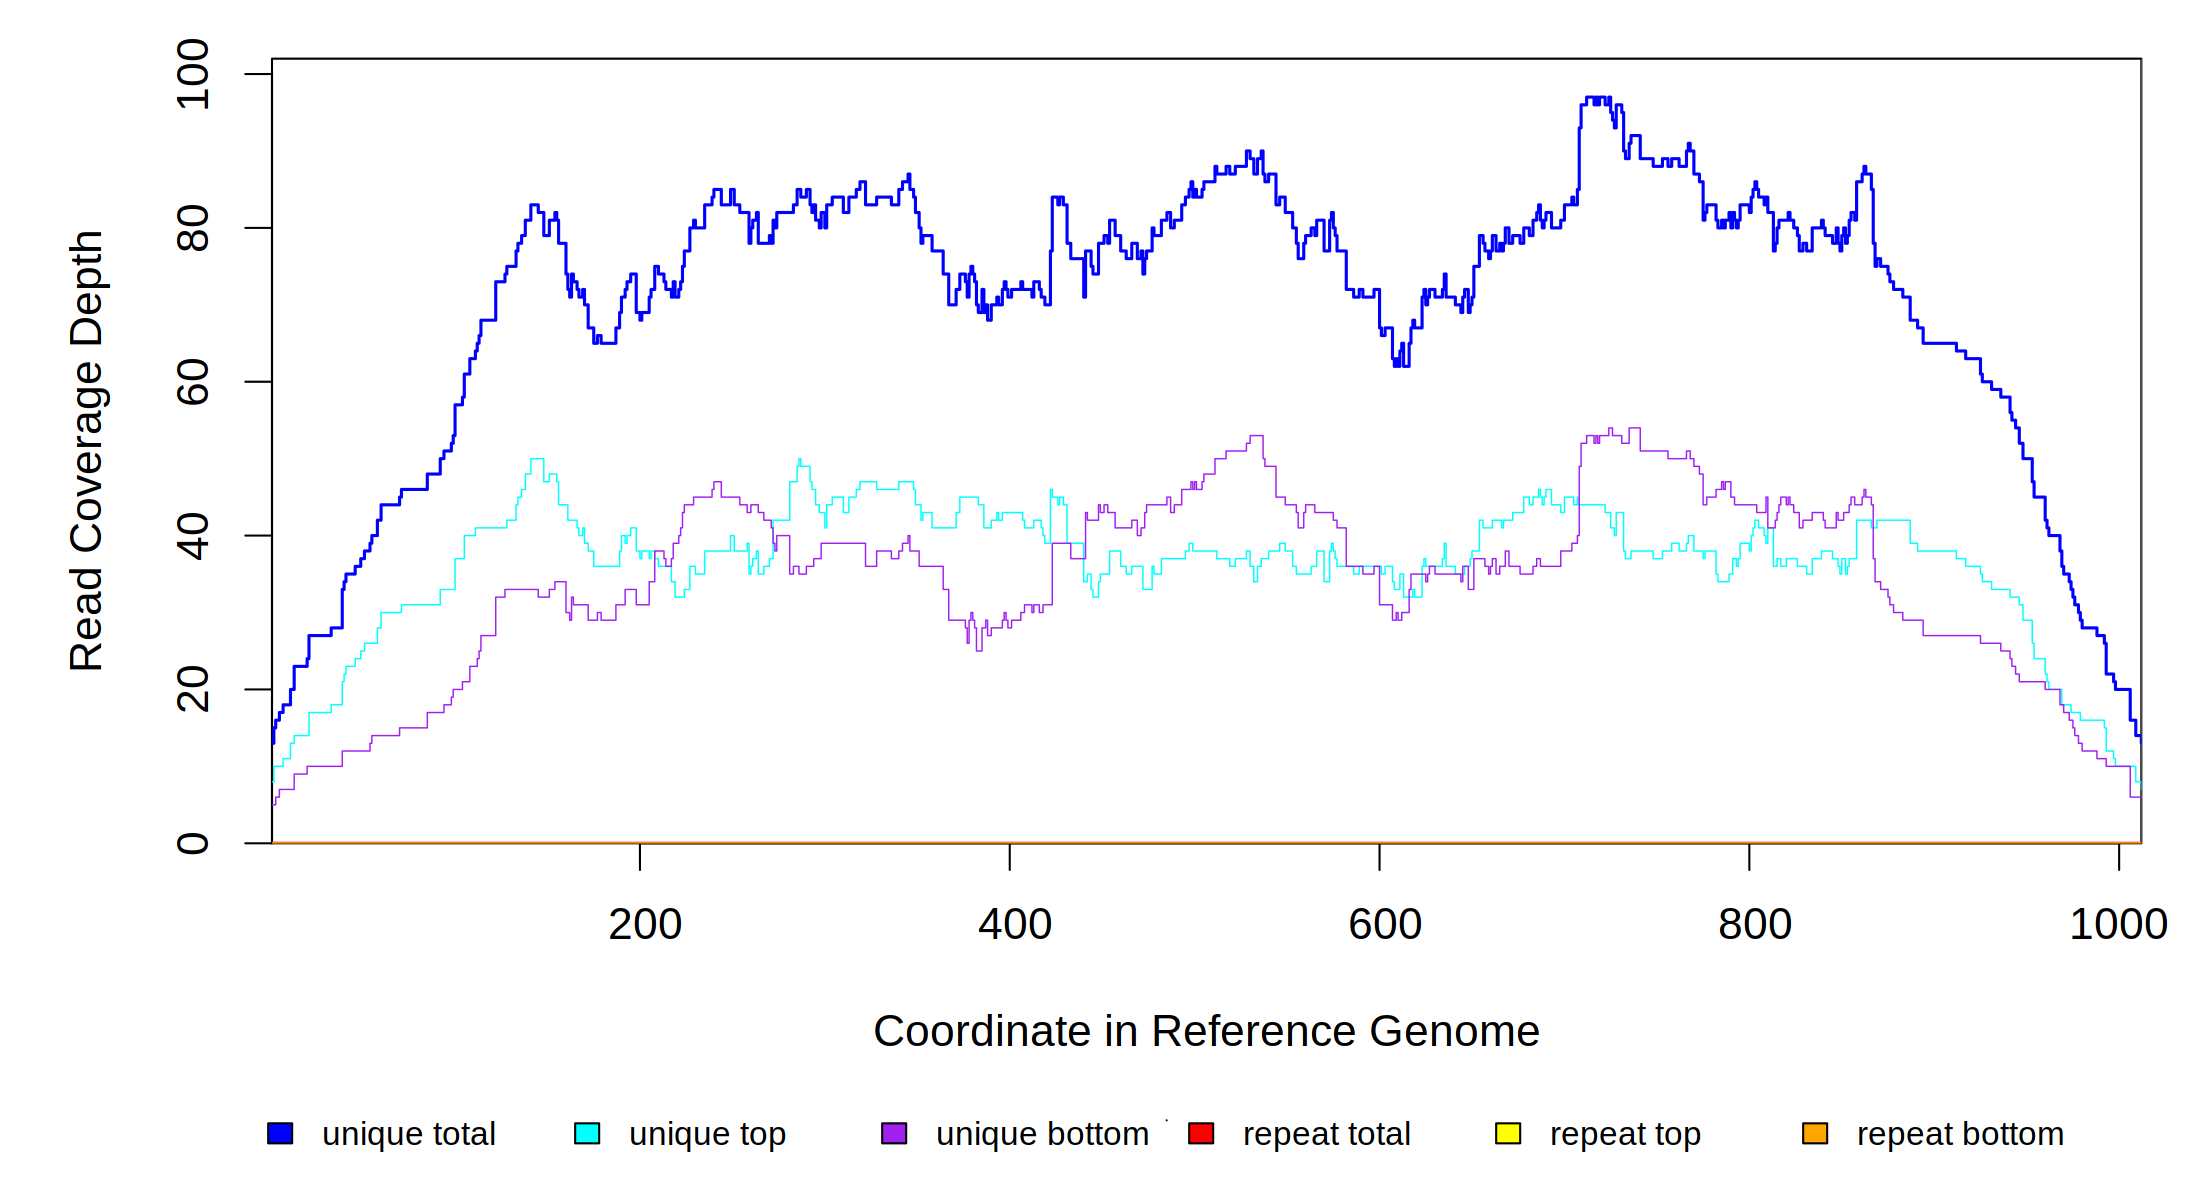 Read Coverage Depth
100
80
60
40
20
0
200 400 600 800 1000
Coordinate in Reference Genome
unique total unique top unique bottom repeat total repeat top repeat bottom